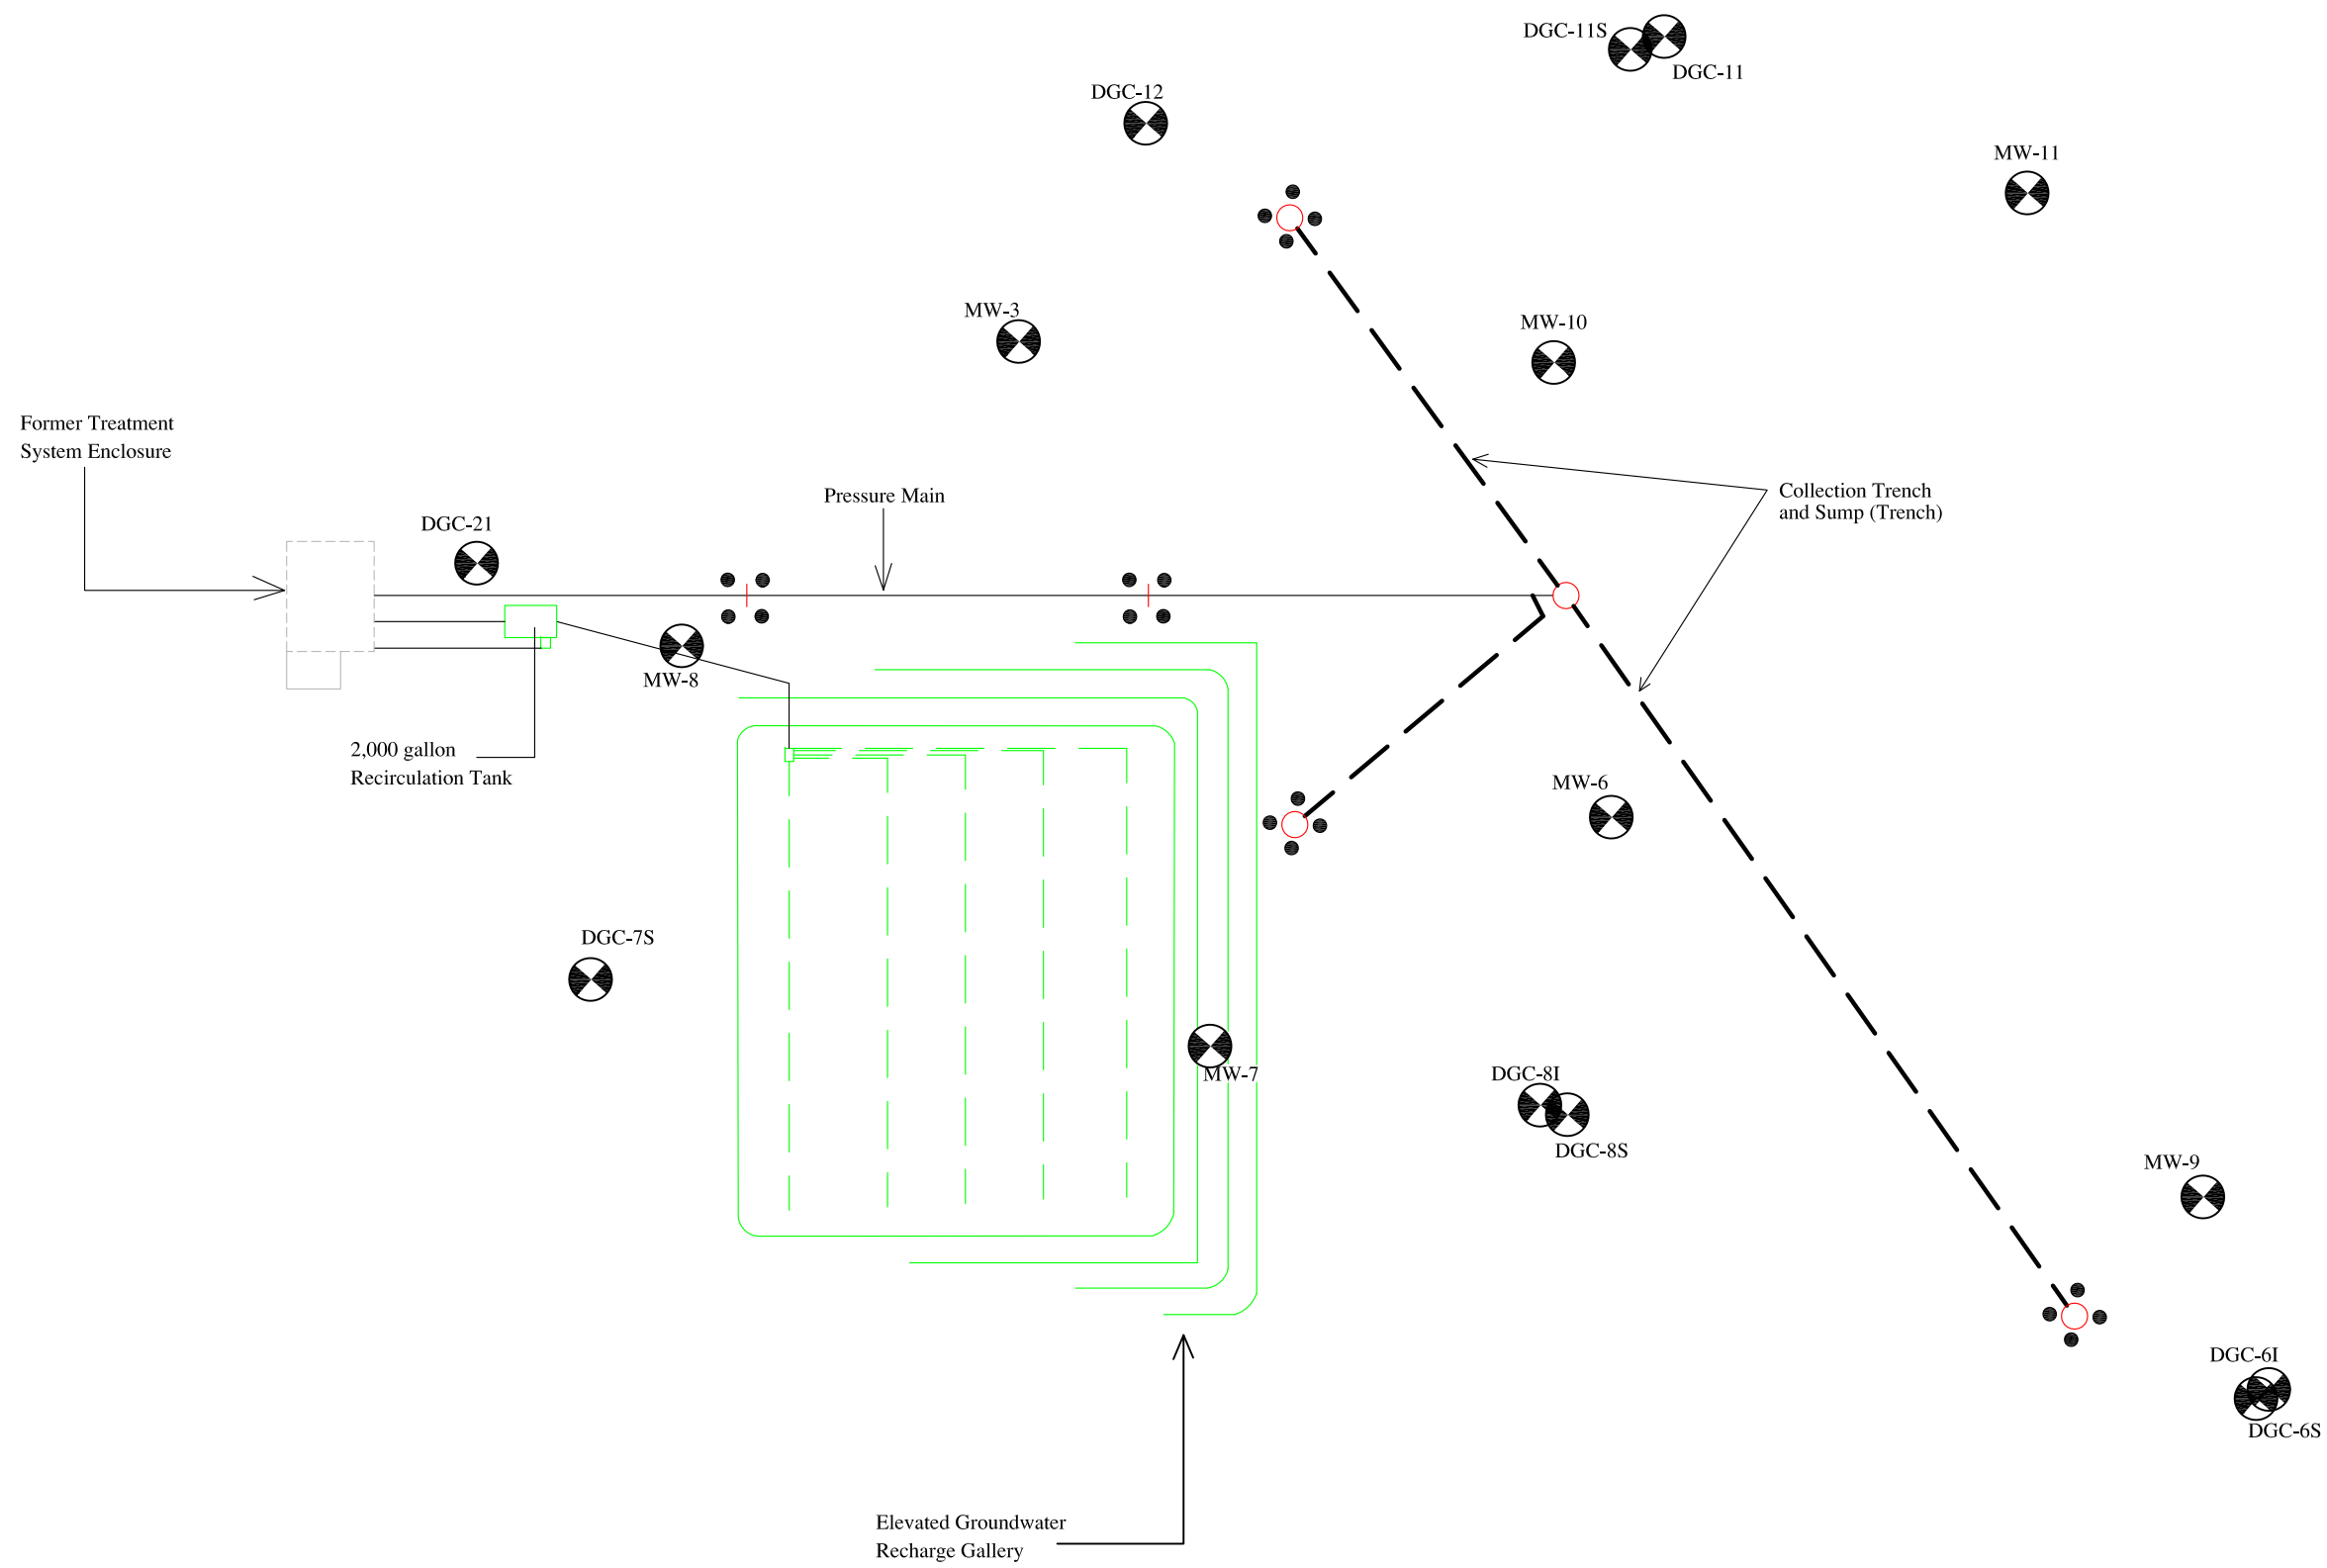 DGC-11S
DGC-11
DGC-12
MW-11
MW-3
MW-10
Former Treatment
System Enclosure
Pressure Main
Collection Trench
and Sump (Trench)
DGC-21
MW-8
2,000 gallon
Recirculation Tank
MW-6
DGC-7S
MW-7
DGC-8I
DGC-8S
MW-9
DGC-6I
DGC-6S
Elevated Groundwater
Recharge Gallery